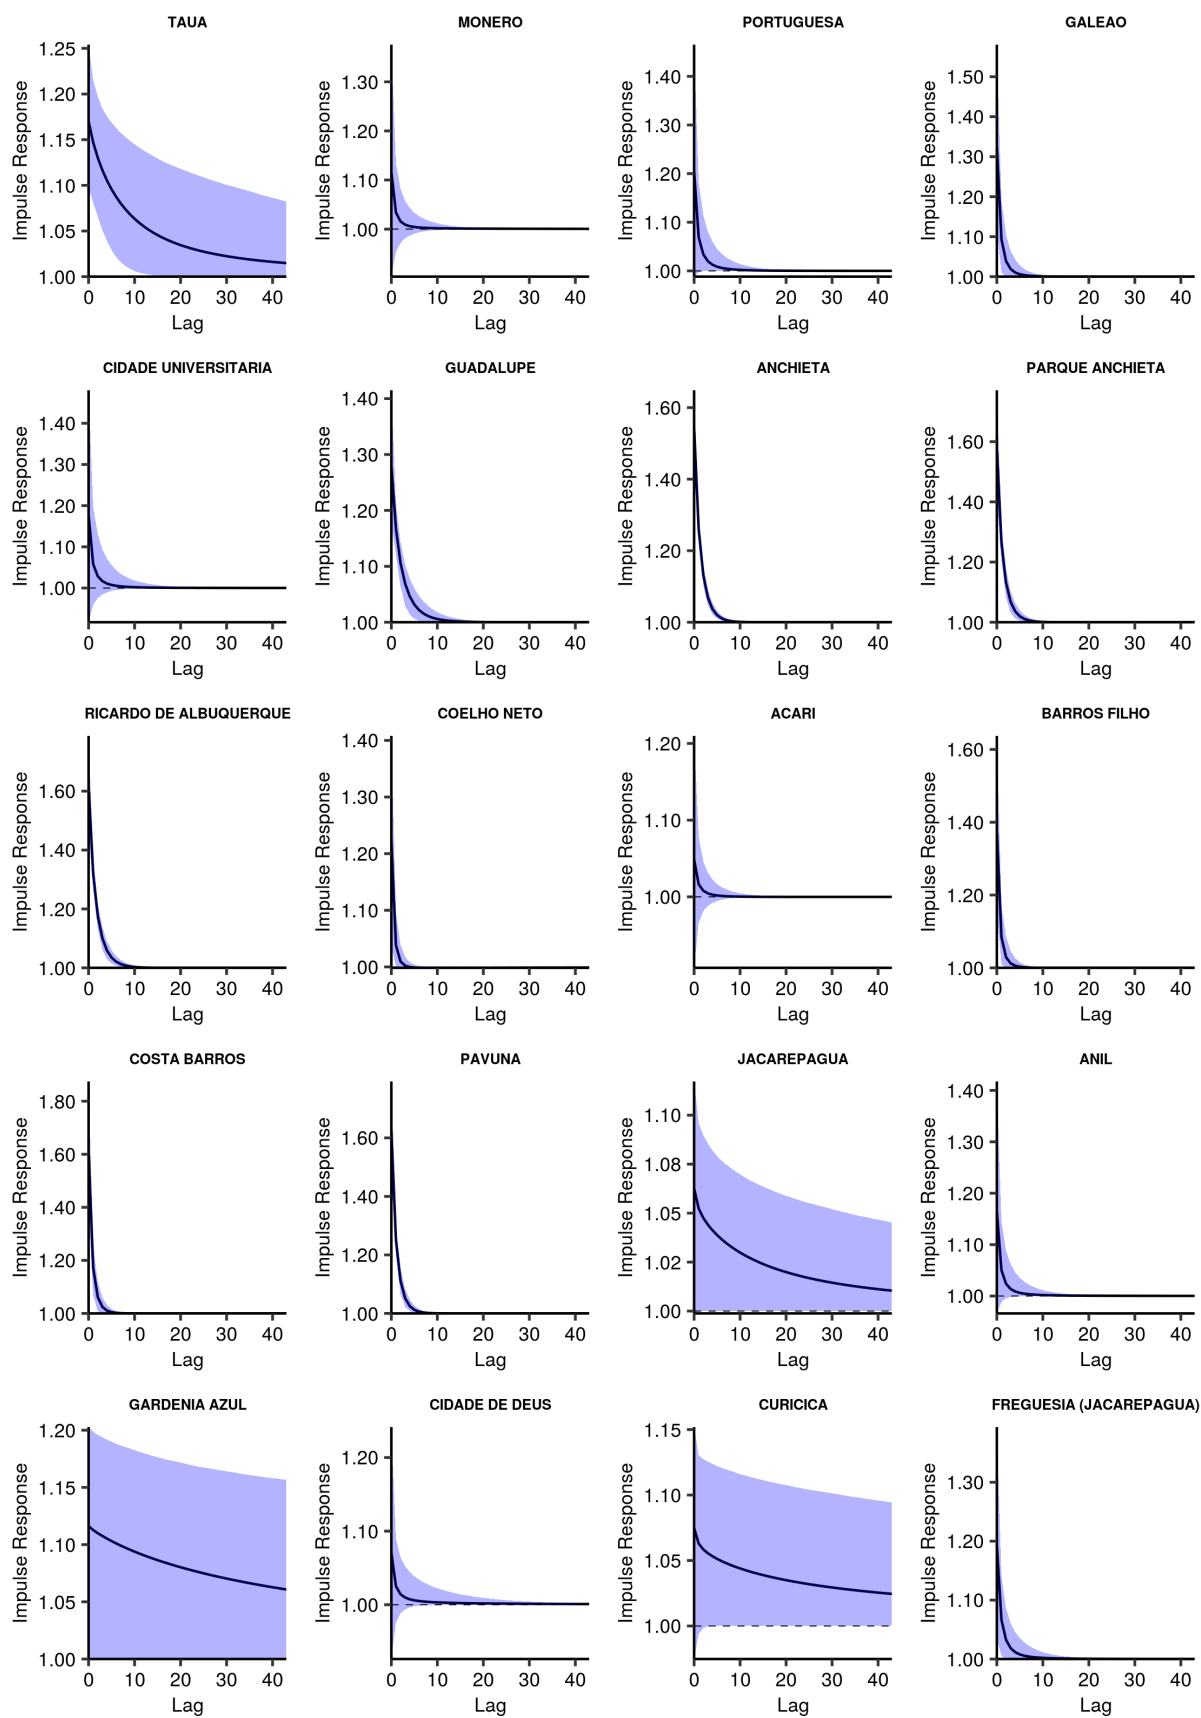 TAUA
MONERO
PORTUGUESA
GALEAO
Impulse Response
1.25
1.20
1.15
1.10
1.05
1.00
0 10 20 30 40
Lag
Impulse Response
1.30
1.20
1.10
1.00
0 10 20 30 40
Lag
Impulse Response
1.40
1.30
1.20
1.10
1.00
0 10 20 30 40
Lag
Impulse Response
1.50
1.40
1.30
1.20
1.10
1.00
0 10 20 30 40
Lag
CIDADE UNIVERSITARIA
GUADALUPE
ANCHIETA
PARQUE ANCHIETA
Impulse Response
1.40
1.30
1.20
1.10
1.00
0 10 20 30 40
Lag
Impulse Response
1.40
1.30
1.20
1.10
1.00
0 10 20 30 40
Lag
Impulse Response
1.60
1.40
1.20
1.00
0 10 20 30 40
Lag
Impulse Response
1.60
1.40
1.20
1.00
0 10 20 30 40
Lag
RICARDO DE ALBUQUERQUE
COELHO NETO
ACARI
BARROS FILHO
Impulse Response
1.60
1.40
1.20
1.00
0 10 20 30 40
Lag
Impulse Response
1.40
1.30
1.20
1.10
1.00
0 10 20 30 40
Lag
Impulse Response
1.20
1.10
1.00
0 10 20 30 40
Lag
Impulse Response
1.60
1.40
1.20
1.00
0 10 20 30 40
Lag
COSTA BARROS
PAVUNA
JACAREPAGUA
ANIL
Impulse Response
1.80
1.60
1.40
1.20
1.00
0 10 20 30 40
Lag
Impulse Response
1.60
1.40
1.20
1.00
0 10 20 30 40
Lag
Impulse Response
1.10
1.08
1.05
1.02
1.00
0 10 20 30 40
Lag
Impulse Response
1.40
1.30
1.20
1.10
1.00
0 10 20 30 40
Lag
GARDENIA AZUL
CIDADE DE DEUS
CURICICA
FREGUESIA (JACAREPAGUA)
Impulse Response
1.20
1.15
1.10
1.05
1.00
0 10 20 30 40
Lag
Impulse Response
1.20
1.10
1.00
0 10 20 30 40
Lag
Impulse Response
1.15
1.10
1.05
1.00
0 10 20 30 40
Lag
Impulse Response
1.30
1.20
1.10
1.00
0 10 20 30 40
Lag